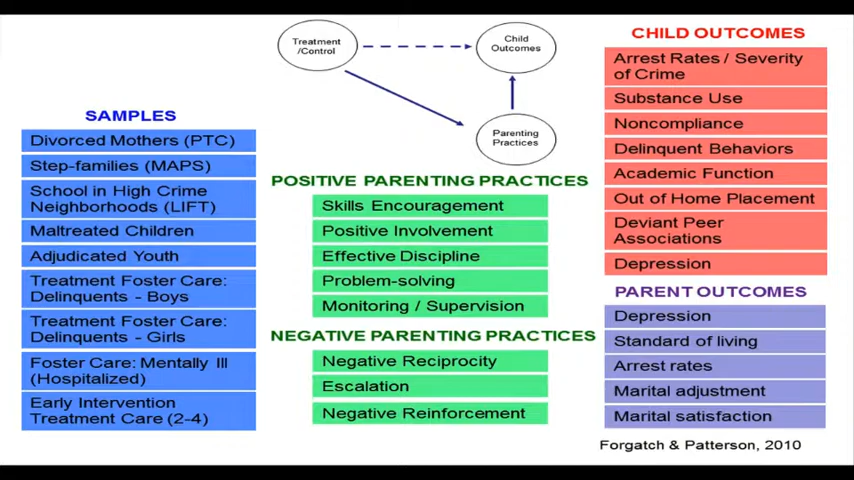 Treatment
/Control
Child
Outcomes
Parenting
Practices
SAMPLES
Divorced Mothers (PTC)
Step-families (MAPS)
School in High Crime
Neighborhoods (LIFT)
Maltreated Children
Adjudicated Youth
Treatment Foster Care:
Delinquents - Boys
Treatment Foster Care:
Delinquents - Girls
Foster Care: Mentally Ill
(Hospitalized)
Early Intervention
Treatment Care (2-4)
POSITIVE PARENTING PRACTICES
Skills Encouragement
Positive Involvement
Effective Discipline
Problem-solving
Monitoring / Supervision
NEGATIVE PARENTING PRACTICES
Negative Reciprocity
Escalation
Negative Reinforcement
CHILD OUTCOMES
Arrest Rates / Severity
of Crime
Substance Use
Noncompliance
Delinquent Behaviors
Academic Function
Out of Home Placement
Deviant Peer
Associations
Depression
PARENT OUTCOMES
Depression
Standard of living
Arrest rates
Marital adjustment
Marital satisfaction
Forgatch & Patterson, 2010